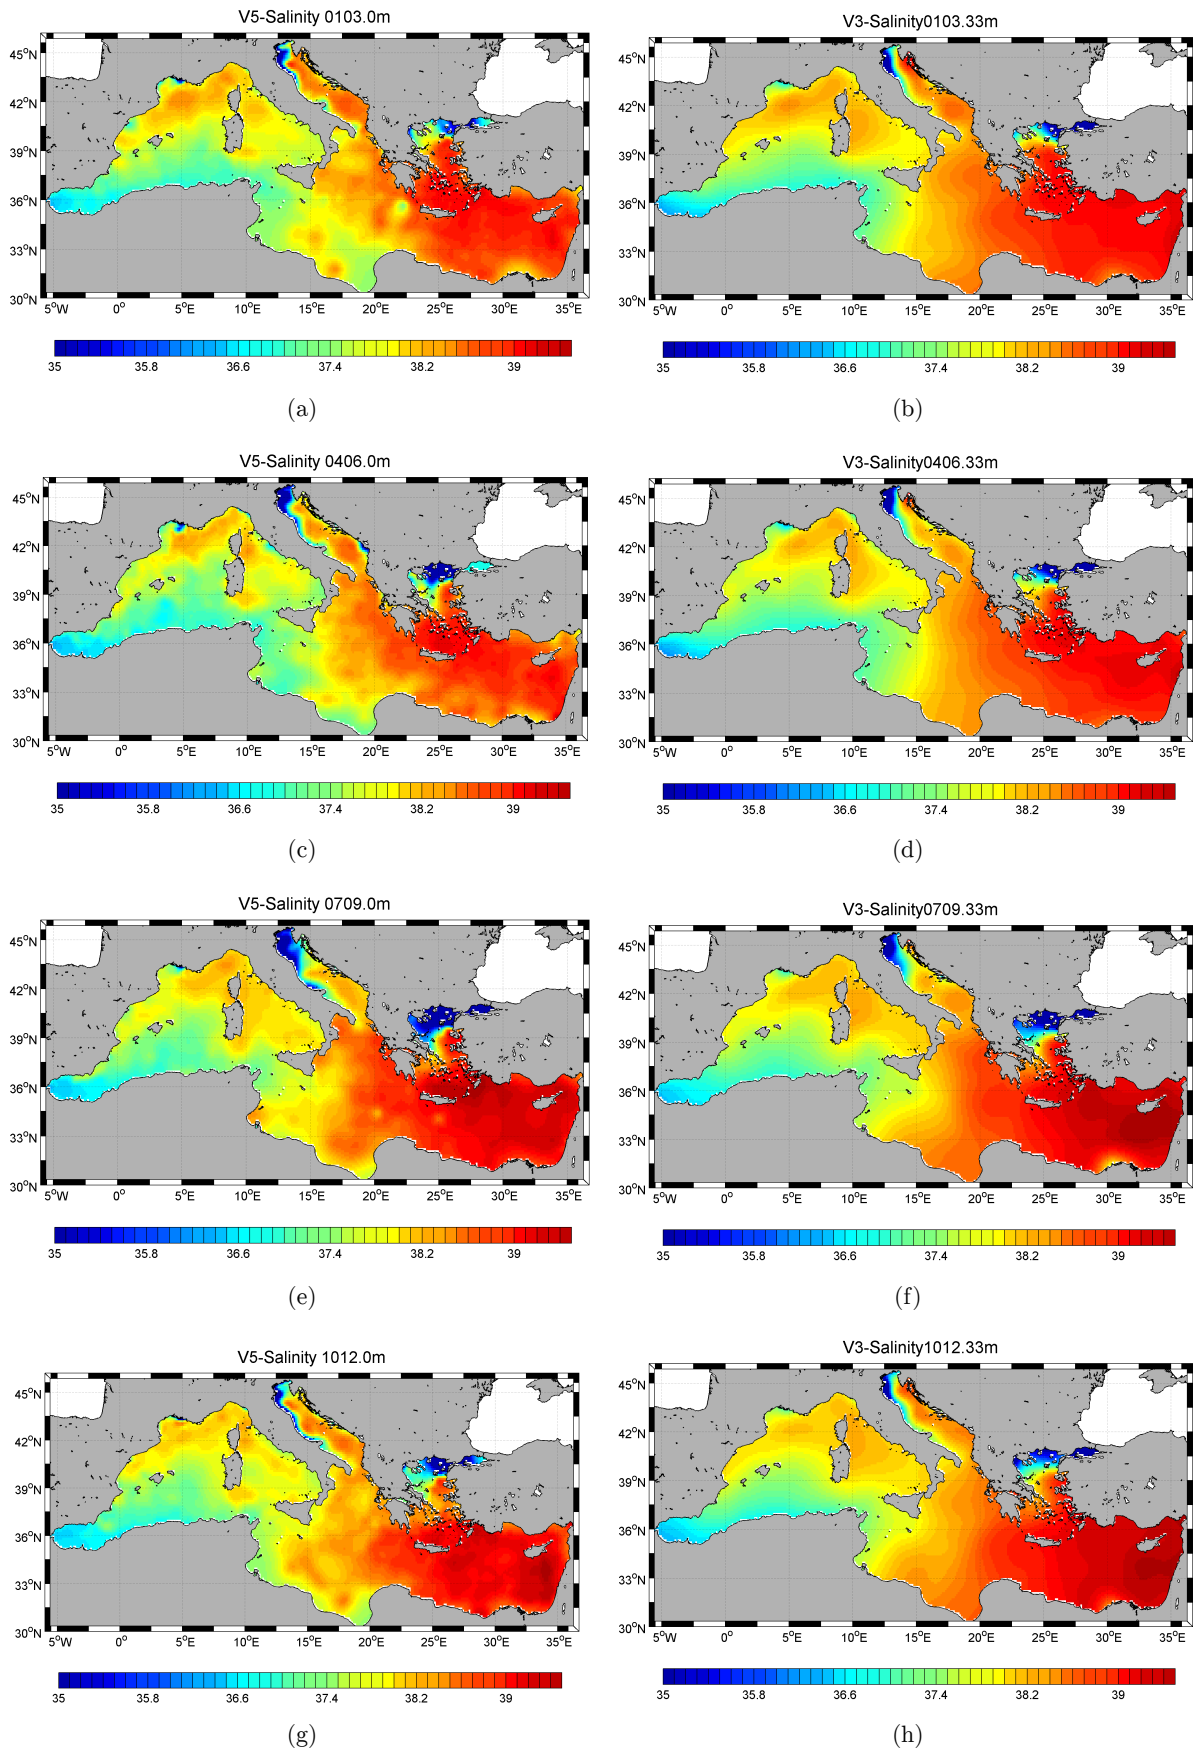 V5-Salinity 0103.0m
45°N
42°N
39°N
36°N
33°N
30°N
5°W 0° 5°E 10°E 15°E 20°E 25°E 30°E 35°E
35 35.8 36.6 37.4 38.2 39
(a)
V3-Salinity0103.33m
45°N
42°N
39°N
36°N
33°N
30°N
5°W 0° 5°E 10°E 15°E 20°E 25°E 30°E 35°E
35 35.8 36.6 37.4 38.2 39
(b)
V5-Salinity 0406.0m
45°N
42°N
39°N
36°N
33°N
30°N
5°W 0° 5°E 10°E 15°E 20°E 25°E 30°E 35°E
35 35.8 36.6 37.4 38.2 39
(c)
V3-Salinity0406.33m
45°N
42°N
39°N
36°N
33°N
30°N
5°W 0° 5°E 10°E 15°E 20°E 25°E 30°E 35°E
35 35.8 36.6 37.4 38.2 39
(d)
V5-Salinity 0709.0m
45°N
42°N
39°N
36°N
33°N
30°N
5°W 0° 5°E 10°E 15°E 20°E 25°E 30°E 35°E
35 35.8 36.6 37.4 38.2 39
(e)
V3-Salinity0709.33m
45°N
42°N
39°N
36°N
33°N
30°N
5°W 0° 5°E 10°E 15°E 20°E 25°E 30°E 35°E
35 35.8 36.6 37.4 38.2 39
(f)
V5-Salinity 1012.0m
45°N
42°N
39°N
36°N
33°N
30°N
5°W 0° 5°E 10°E 15°E 20°E 25°E 30°E 35°E
35 35.8 36.6 37.4 38.2 39
(g)
V3-Salinity1012.33m
45°N
42°N
39°N
36°N
33°N
30°N
5°W 0° 5°E 10°E 15°E 20°E 25°E 30°E 35°E
35 35.8 36.6 37.4 38.2 39
(h)